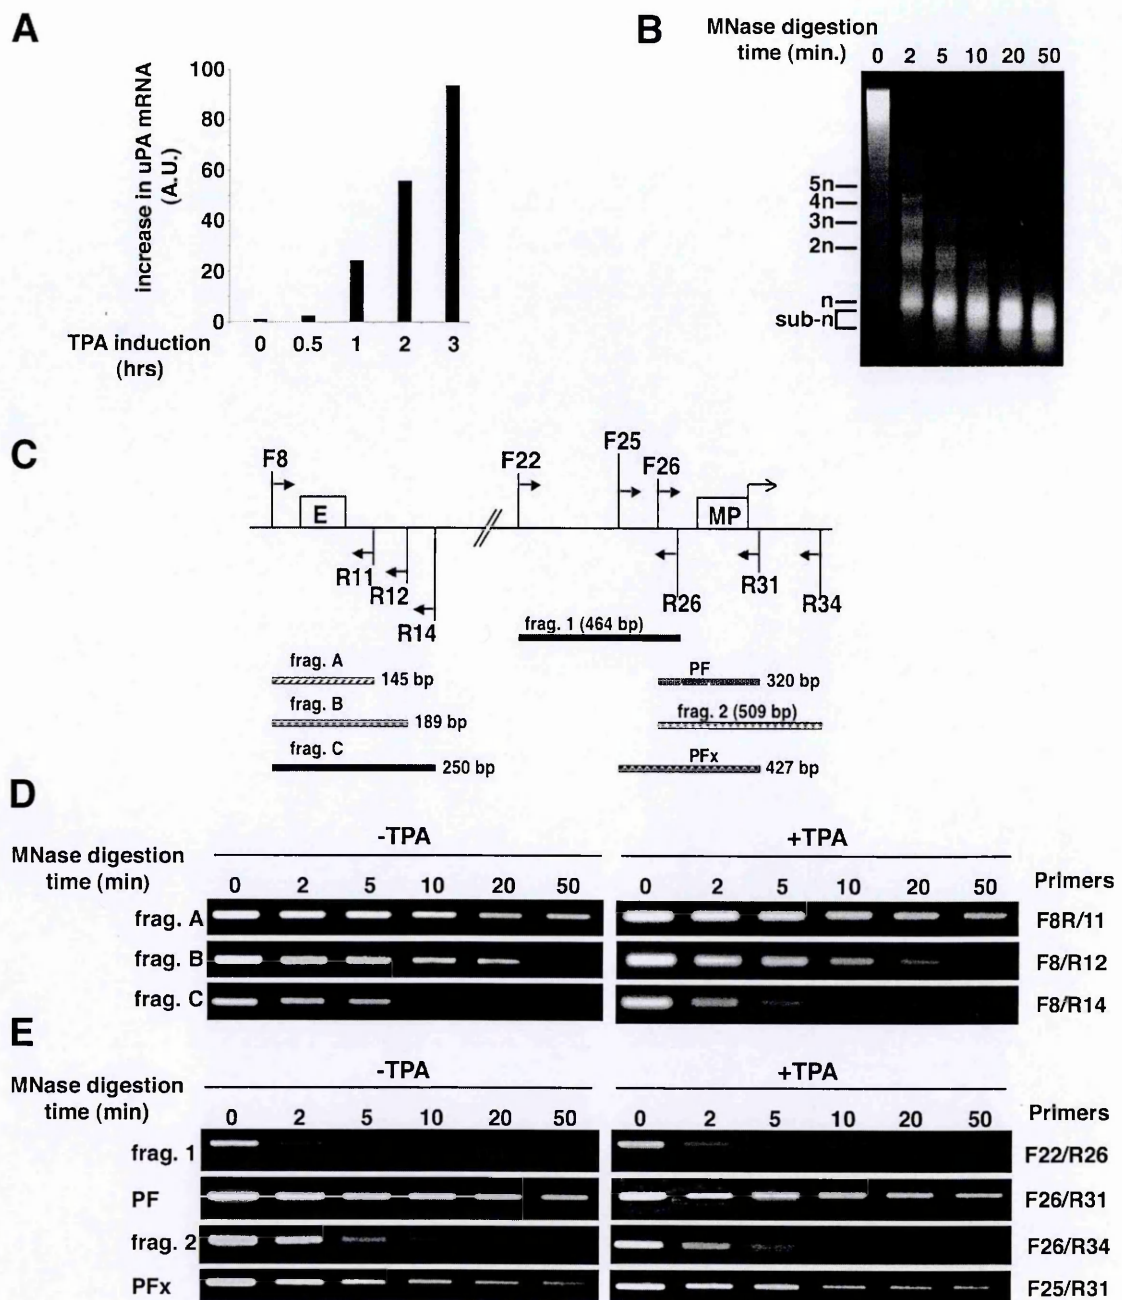 A
increase in uPA mRNA
(A.U.)
100
80
60
40
20
0
TPA induction
(hrs)
0 0.5 1 2 3
B
MNase digestion
time (min.) 0 2 5 10 20 50
5n
4n
3n
2n
n
sub-n
C
F8
F22
F25
F26
E
MP
R11
R12
R14
R26
R31
R34
frag. 1 (464 bp)
frag. A
145 bp
frag. B
189 bp
frag. C
250 bp
PF
320 bp
frag. 2 (509 bp)
PFx
427 bp
D
-TPA +TPA
MNase digestion
time (min) 0 2 5 10 20 50 0 2 5 10 20 50 Primers
frag. A F8R/11
frag. B F8/R12
frag. C F8/R14
E
-TPA +TPA
MNase digestion
time (min) 0 2 5 10 20 50 0 2 5 10 20 50 Primers
frag. 1 F22/R26
PF F26/R31
frag. 2 F26/R34
PFx F25/R31